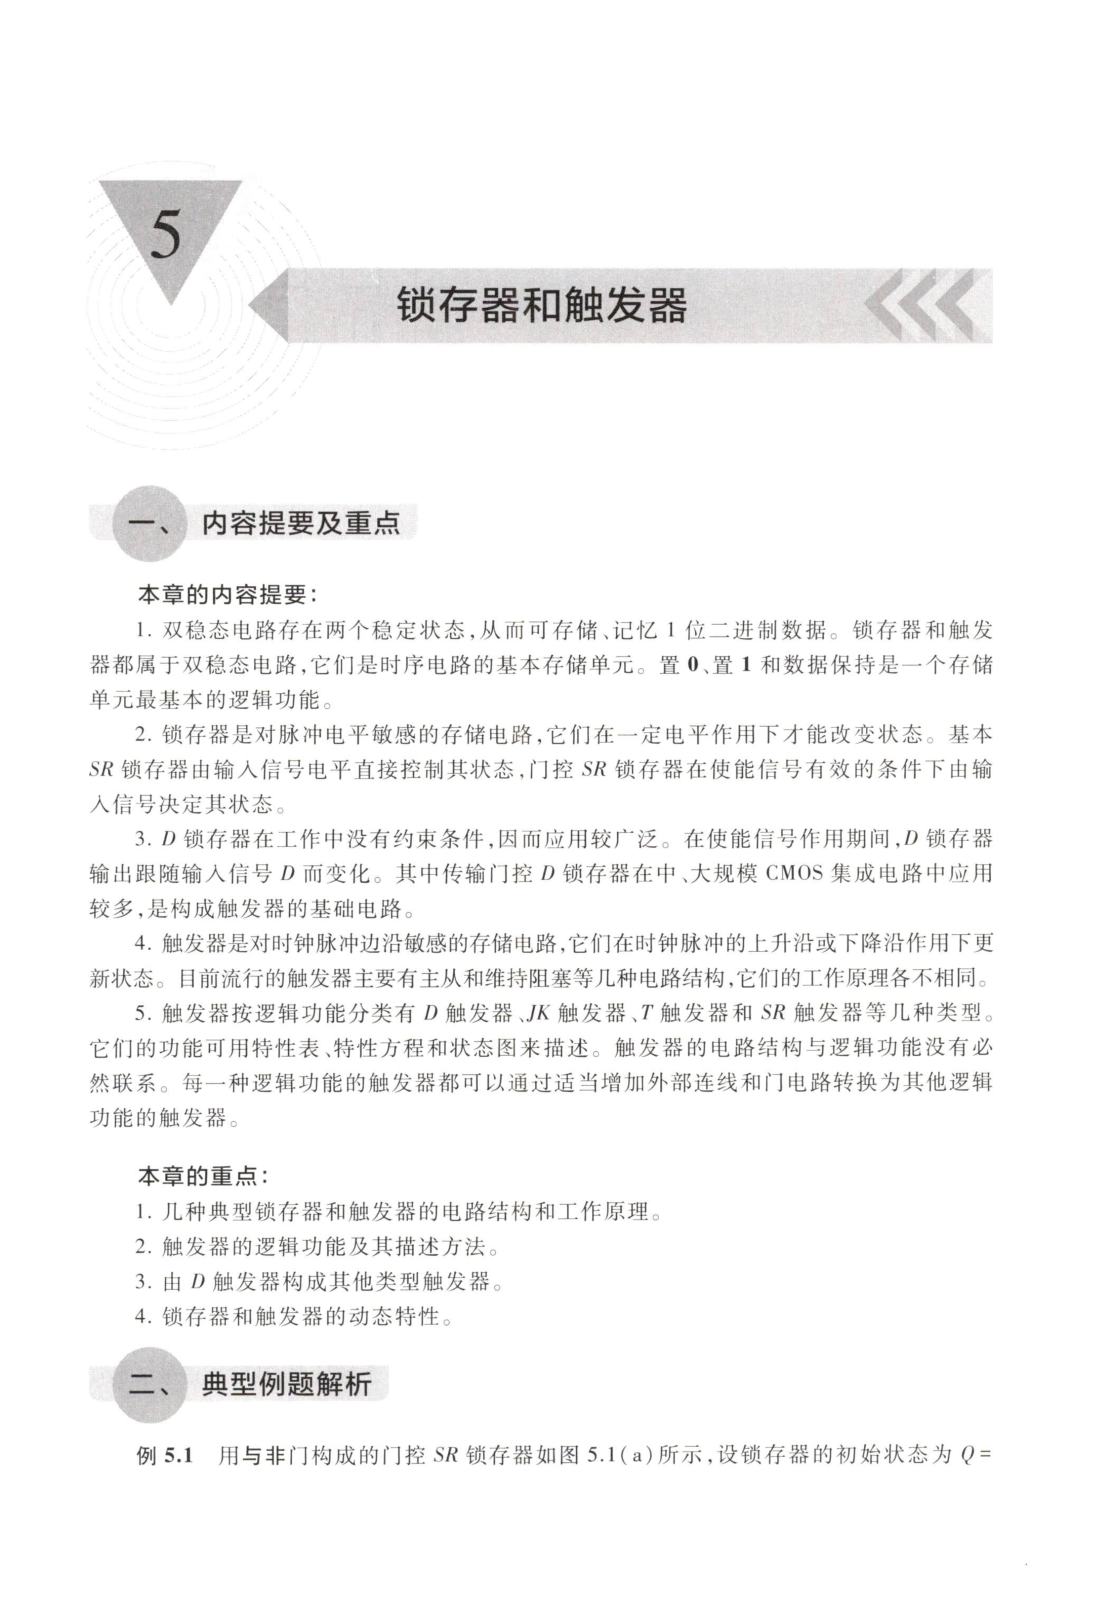 5
锁存器和触发器
一、 内容提要及重点
本章的内容提要：
1. 双稳态电路存在两个稳定状态，从而可存储、记忆 1 位二进制数据。锁存器和触发
器都属于双稳态电路，它们是时序电路的基本存储单元。置 0、置 1 和数据保持是一个存储
单元最基本的逻辑功能。
2. 锁存器是对脉冲电平敏感的存储电路，它们在一定电平作用下才能改变状态。基本
SR 锁存器由输入信号电平直接控制其状态，门控 SR 锁存器在使能信号有效的条件下由输
入信号决定其状态。
3. D 锁存器在工作中没有约束条件，因而应用较广泛。在使能信号作用期间，D 锁存器
输出跟随输入信号 D 而变化。其中传输门控 D 锁存器在中、大规模 CMOS 集成电路中应用
较多，是构成触发器的基础电路。
4. 触发器是对时钟脉冲边沿敏感的存储电路，它们在时钟脉冲的上升沿或下降沿作用下更
新状态。目前流行的触发器主要有主从和维持阻塞等几种电路结构，它们的工作原理各不相同。
5. 触发器按逻辑功能分类有 D 触发器、JK 触发器、T 触发器和 SR 触发器等几种类型。
它们的功能可用特性表、特性方程和状态图来描述。触发器的电路结构与逻辑功能没有必
然联系。每一种逻辑功能的触发器都可以通过适当增加外部连线和门电路转换为其他逻辑
功能的触发器。
本章的重点：
1. 几种典型锁存器和触发器的电路结构和工作原理。
2. 触发器的逻辑功能及其描述方法。
3. 由 D 触发器构成其他类型触发器。
4. 锁存器和触发器的动态特性。
二、 典型例题解析
例 5.1 用与非门构成的门控 SR 锁存器如图 5.1(a)所示，设锁存器的初始状态为 Q =